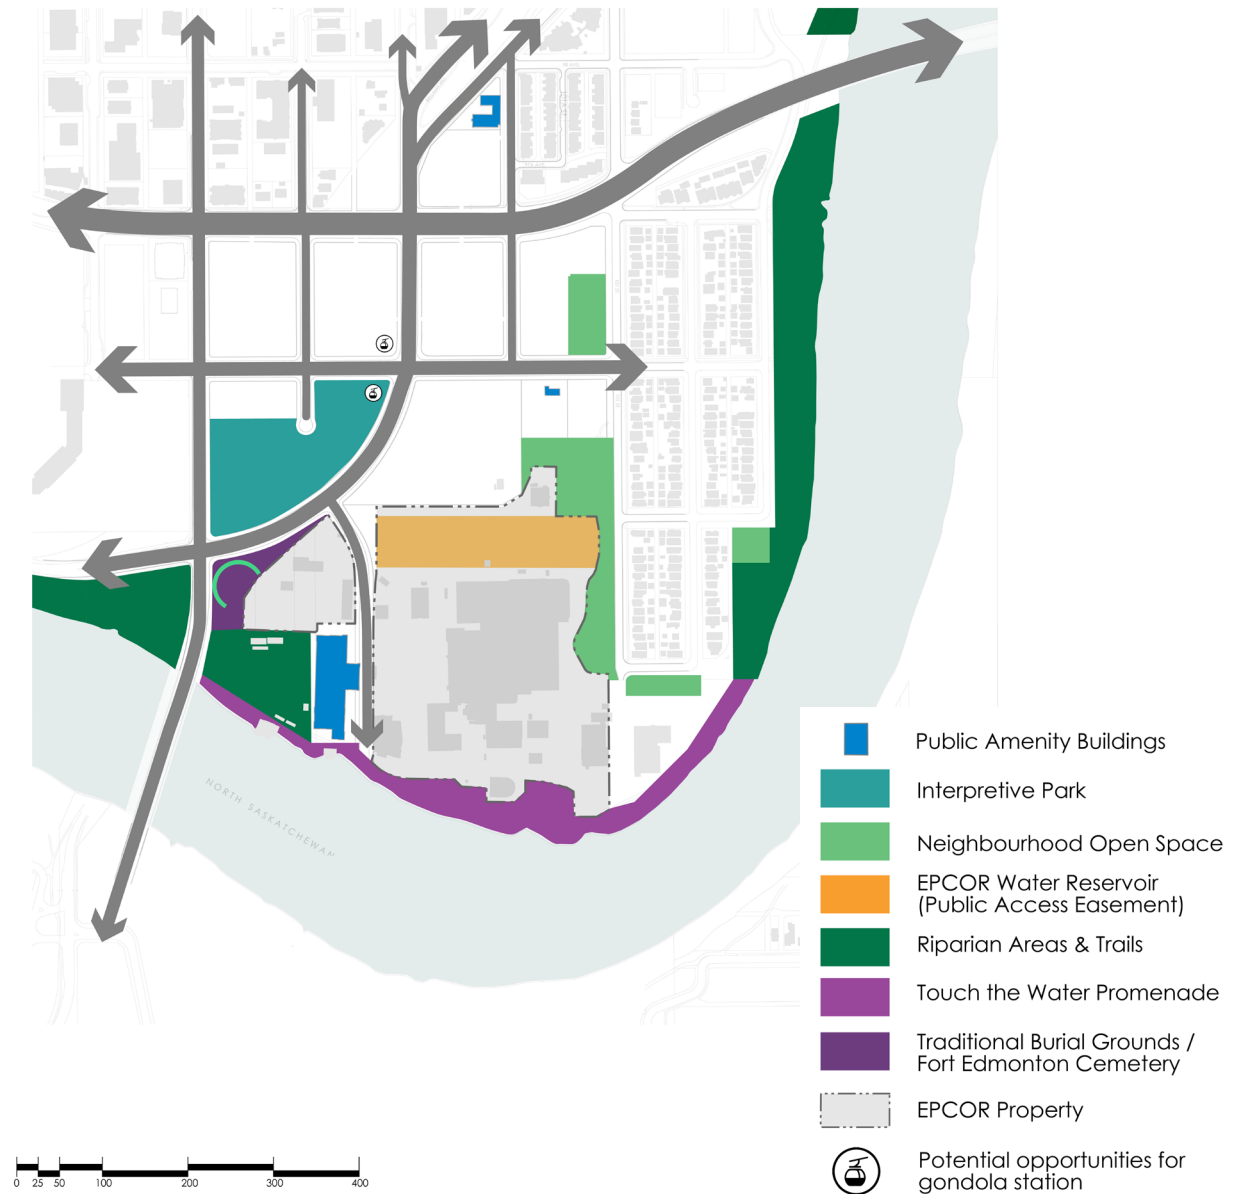 NORTH SASKATCHEWAN
Public Amenity Buildings
Interpretive Park
Neighbourhood Open Space
EPCOR Water Reservoir
(Public Access Easement)
Riparian Areas & Trails
Touch the Water Promenade
Traditional Burial Grounds /
Fort Edmonton Cemetery
EPCOR Property
Potential opportunities for
gondola station
0 25 50 100 200 300 400